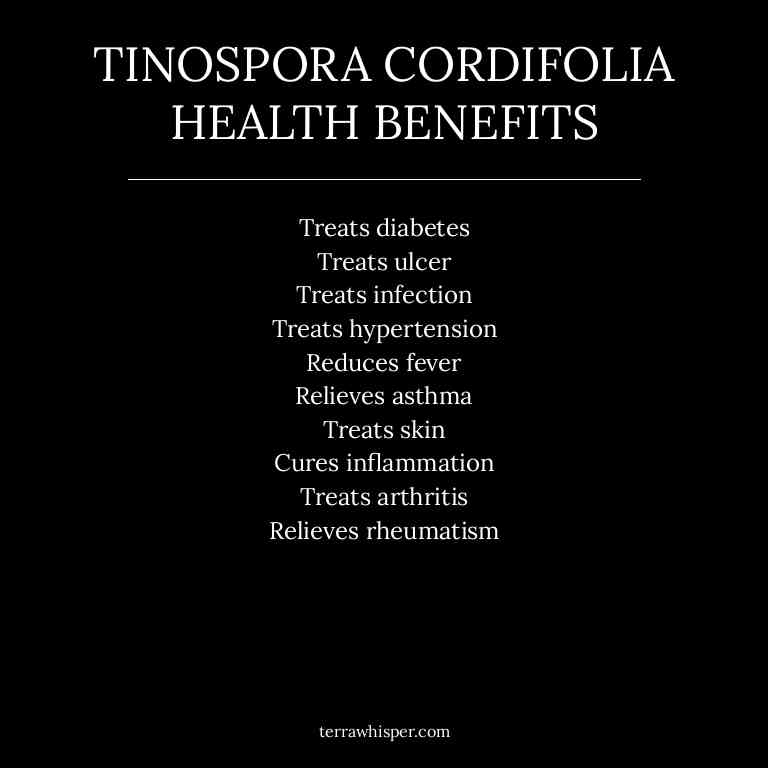 TINOSPORA CORDIFOLIA
HEALTH BENEFITS
Treats diabetes
Treats ulcer
Treats infection
Treats hypertension
Reduces fever
Relieves asthma
Treats skin
Cures inflammation
Treats arthritis
Relieves rheumatism
terrawhisper.com